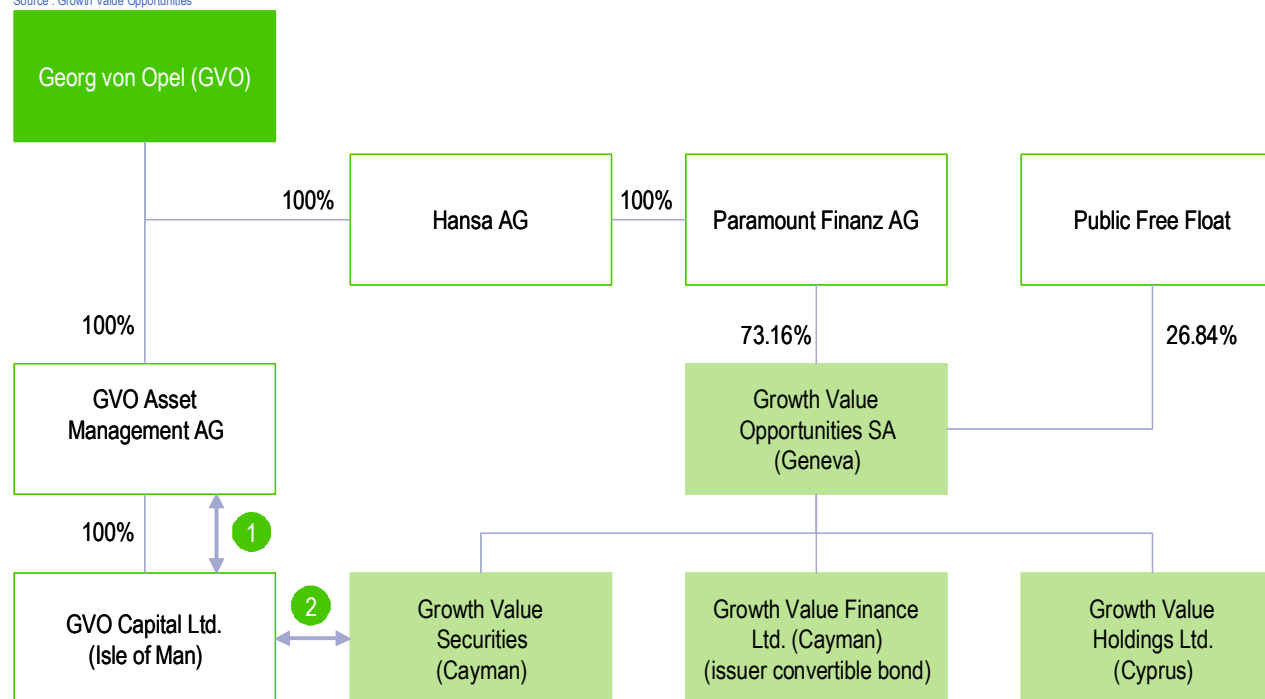 Source : Growth Value Opportunities
Georg von Opel (GVO)
100%
Hansa AG
100%
Paramount Finanz AG
Public Free Float
100%
73.16%
26.84%
GVO Asset
Management AG
Growth Value
Opportunities SA
(Geneva)
100%
1
GVO Capital Ltd.
(Isle of Man)
2
Growth Value
Securities
(Cayman)
Growth Value Finance
Ltd. (Cayman)
(issuer convertible bond)
Growth Value
Holdings Ltd.
(Cyprus)